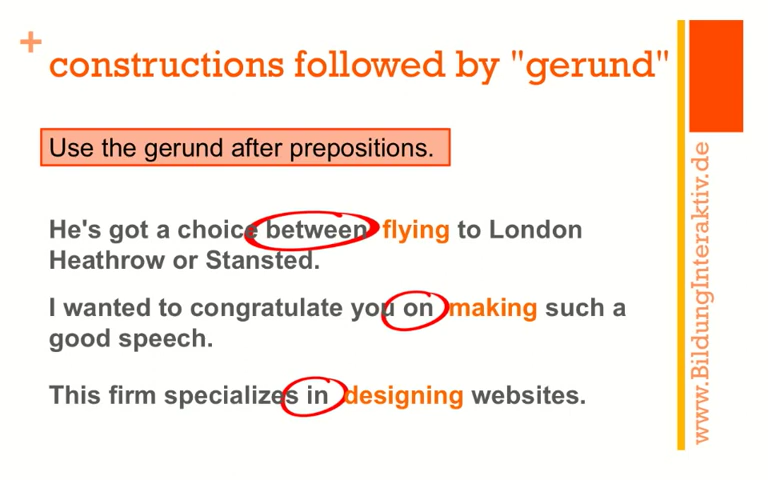 +
constructions followed by "gerund"
Use the gerund after prepositions.
He's got a choice between flying to London
Heathrow or Stansted.
I wanted to congratulate you on making such a
good speech.
This firm specializes in designing websites.
www.BildungInteraktiv.de